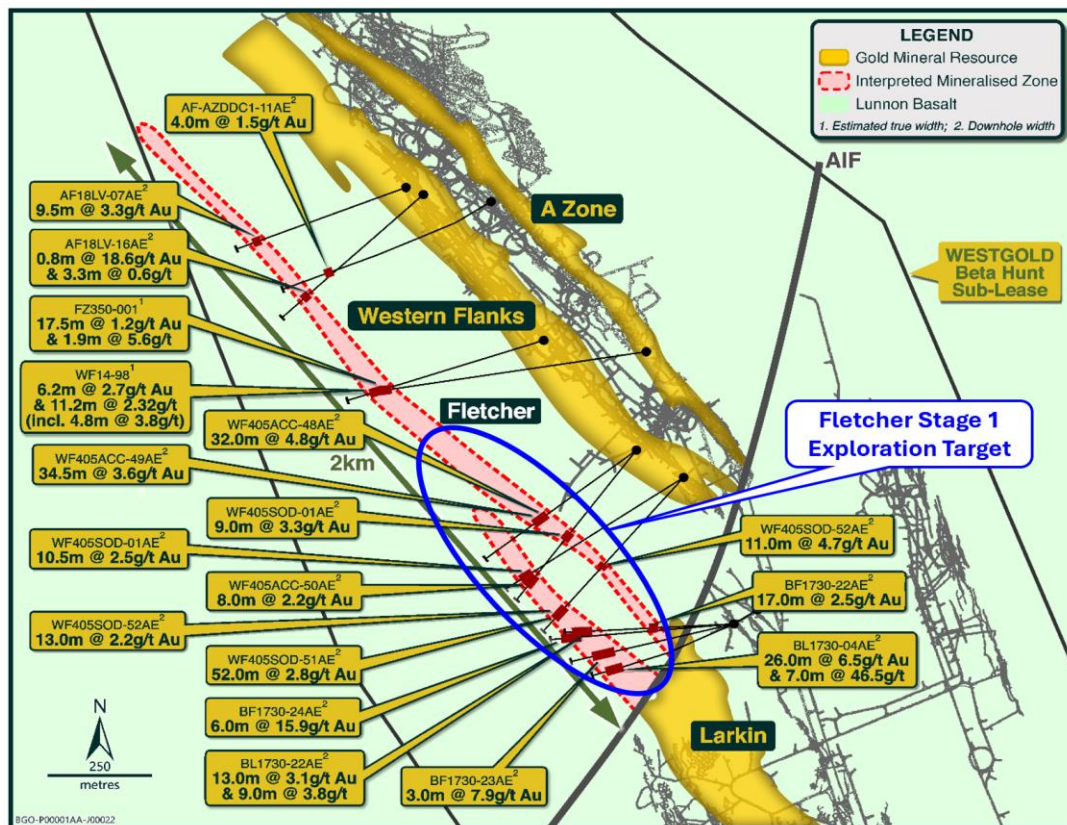 LEGEND
Gold Mineral Resource
Interpreted Mineralised Zone
Lunnon Basalt
1. Estimated true width; 2. Downhole width
AF-AZDDC1-11AE²
4.0m @ 1.5g/t Au
AIF
AF18LV-07AE²
9.5m @ 3.3g/t Au
A Zone
AF18LV-16AE²
0.8m @ 18.6g/t Au
& 3.3m @ 0.6g/t
WESTGOLD
Beta Hunt
Sub-Lease
FZ350-001¹
17.5m @ 1.2g/t Au
& 1.9m @ 5.6g/t
Western Flanks
WF14-98¹
6.2m @ 2.7g/t Au
& 11.2m @ 2.32g/t
(incl. 4.8m @ 3.8g/t)
Fletcher
Fletcher Stage 1
Exploration Target
WF405ACC-48AE²
32.0m @ 4.8g/t Au
2km
WF405ACC-49AE²
34.5m @ 3.6g/t Au
WF405SOD-01AE²
9.0m @ 3.3g/t Au
WF405SOD-52AE²
11.0m @ 4.7g/t Au
WF405SOD-01AE²
10.5m @ 2.5g/t Au
WF405ACC-50AE²
8.0m @ 2.2g/t Au
BF1730-22AE²
17.0m @ 2.5g/t Au
WF405SOD-52AE²
13.0m @ 2.2g/t Au
WF405SOD-51AE²
52.0m @ 2.8g/t Au
BL1730-04AE²
26.0m @ 6.5g/t Au
& 7.0m @ 46.5g/t
BF1730-24AE²
6.0m @ 15.9g/t Au
N
250
metres
BL1730-22AE²
13.0m @ 3.1g/t Au
& 9.0m @ 3.8g/t
BF1730-23AE²
3.0m @ 7.9g/t Au
Larkin
BGO-P00001AA-J00022